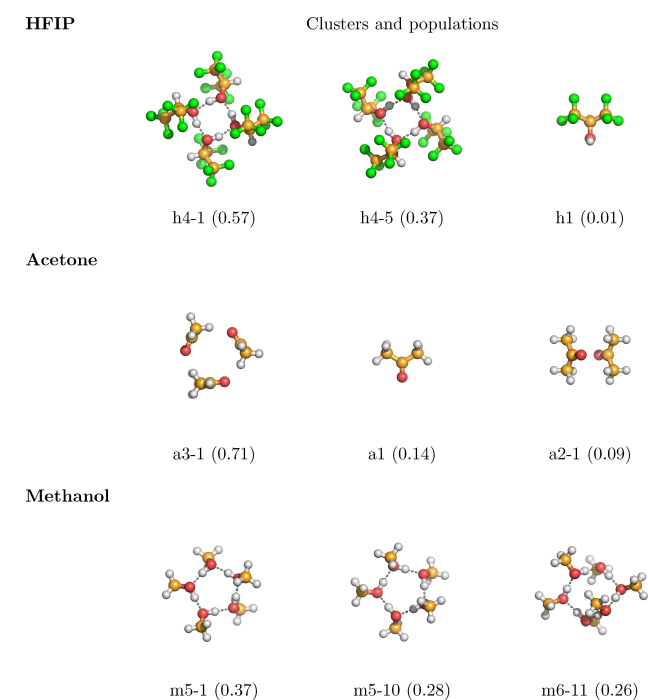 HFIP
Clusters and populations
h4-1 (0.57) h4-5 (0.37) h1 (0.01)
Acetone
a3-1 (0.71) a1 (0.14) a2-1 (0.09)
Methanol
m5-1 (0.37) m5-10 (0.28) m6-11 (0.26)